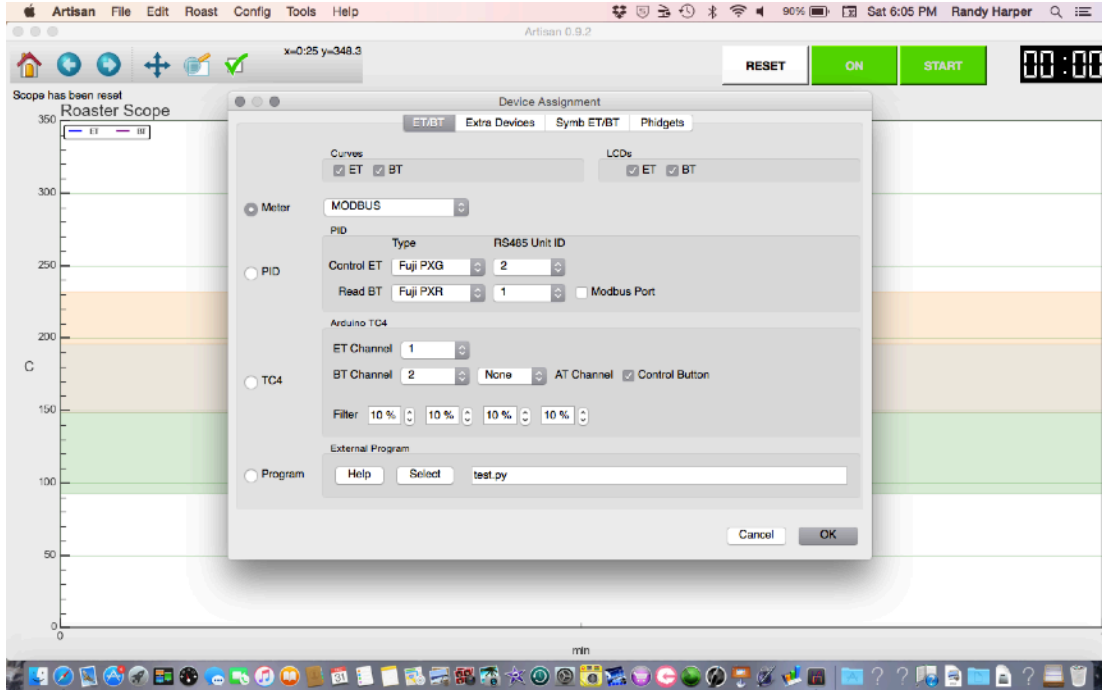 Artisan File Edit Roast Config Tools Help 90% Sat 6:05 PM Randy Harper
Artisan 0.9.2
x=0:25 y=348.3
RESET ON START 00:00
Scope has been reset
Roaster Scope
Device Assignment
ET/BT Extra Devices Symb ET/BT Phidgets
350
ET BT
Curves LCDs
ET BT ET BT
300
Meter MODBUS
PID
Type RS485 Unit ID
250
PID Control ET Fuji PXG 2
Read BT Fuji PXR 1 Modbus Port
Arduino TC4
200
ET Channel 1
C
TC4 BT Channel 2 None AT Channel Control Button
150
Filter 10 % 10 % 10 % 10 %
External Program
100
Program Help Select test.py
Cancel OK
50
0
0
min